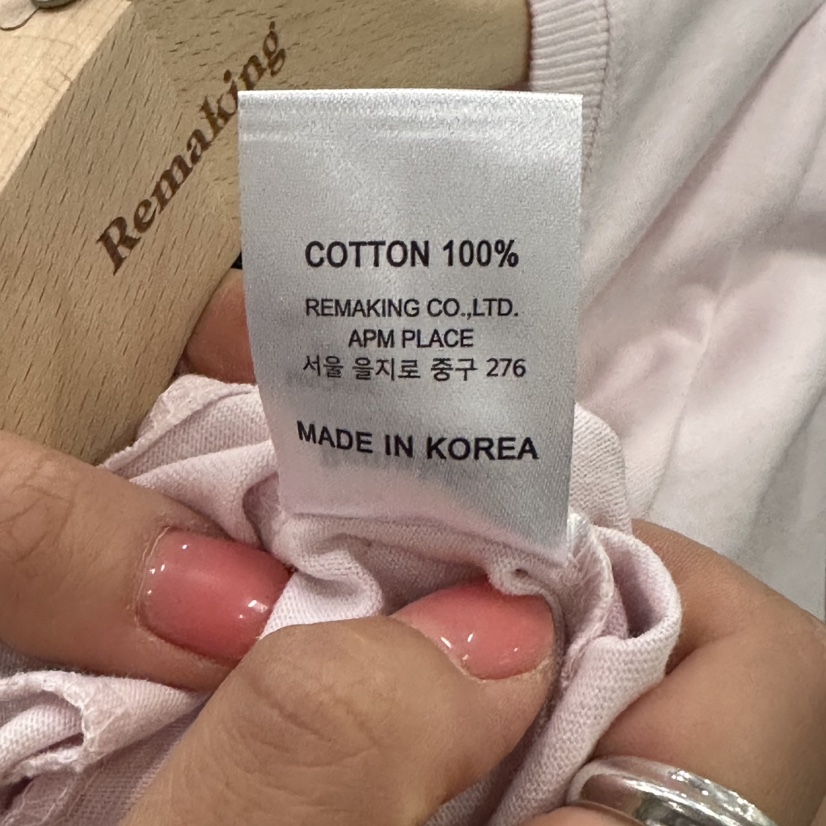 Remaking
COTTON 100%
REMAKING CO.,LTD.
APM PLACE
서울 을지로 중구 276
MADE IN KOREA